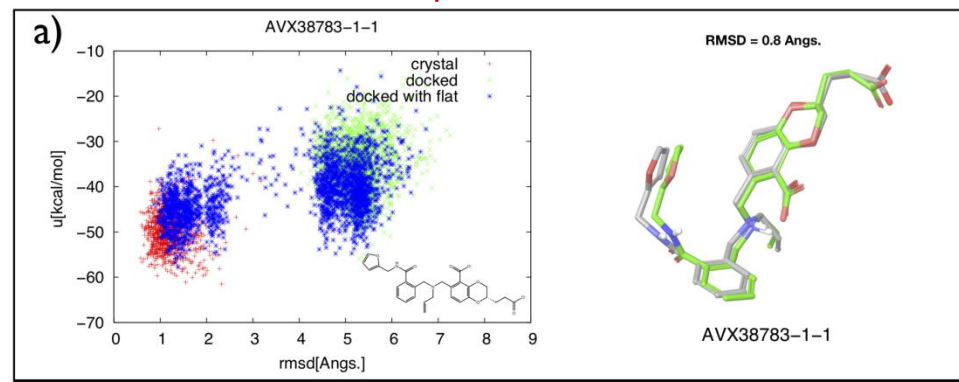 a)
AVX38783-1-1
-10
-20
-30
-40
-50
-60
-70
u[kcal/mol]
crystal
docked
docked with flat
0 1 2 3 4 5 6 7 8 9
rmsd[Angs.]
RMSD = 0.8 Angs.
AVX38783-1-1